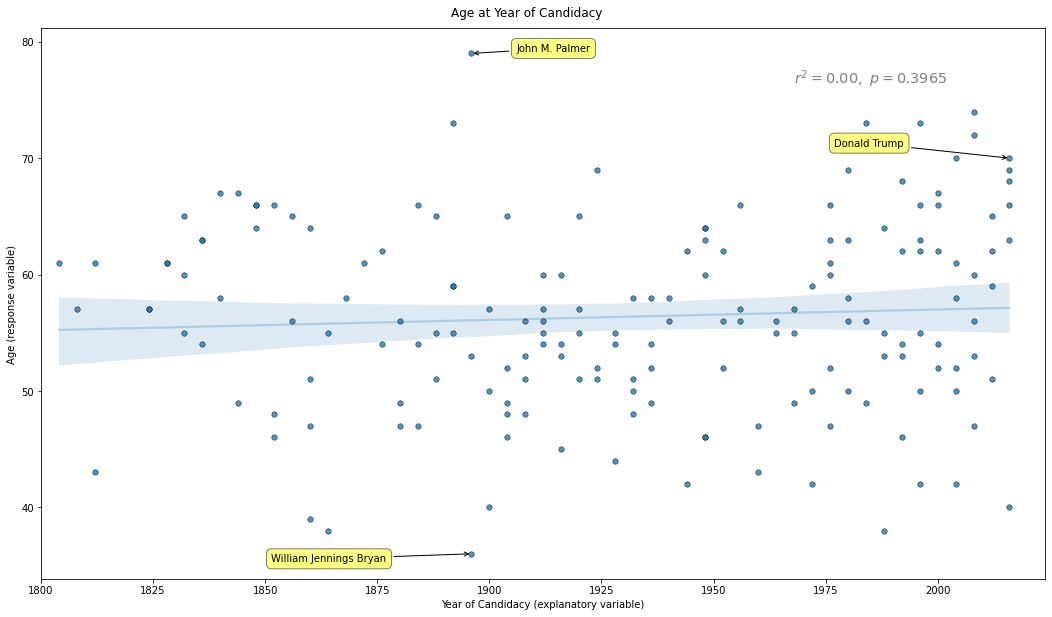 Age at Year of Candidacy
80
John M. Palmer
r² = 0.00, p = 0.3965
Donald Trump
70
60
Age (response variable)
50
40
William Jennings Bryan
1800 1825 1850 1875 1900 1925 1950 1975 2000
Year of Candidacy (explanatory variable)